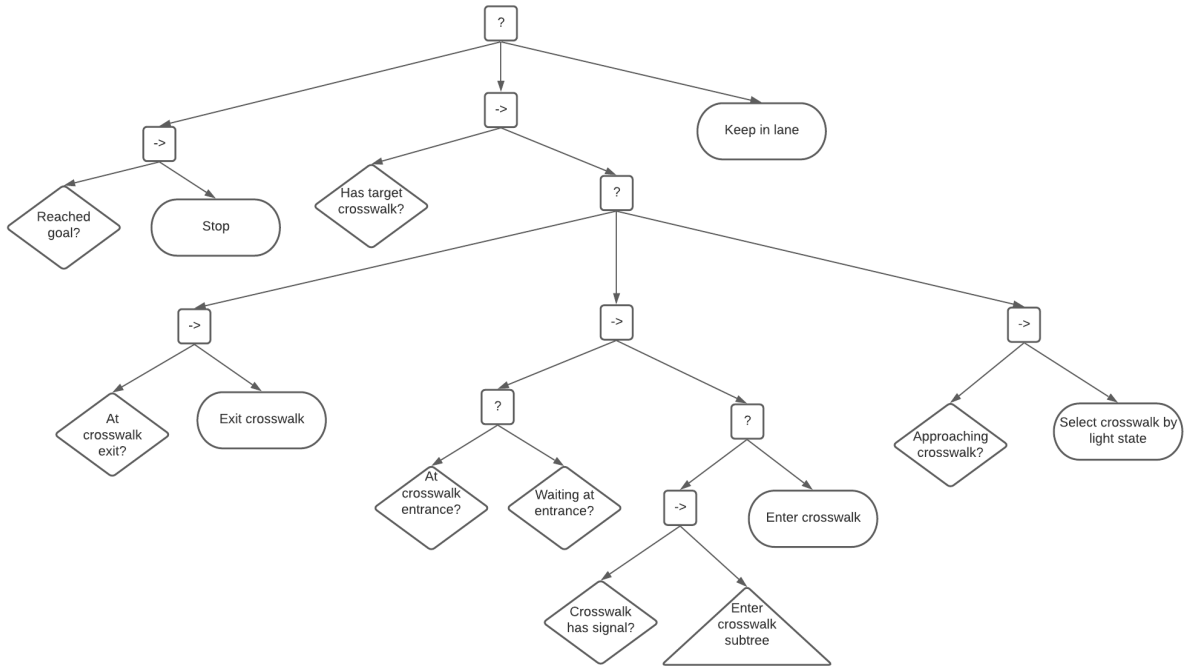 ?
->
->
Keep in lane
Reached
goal?
Stop
Has target
crosswalk?
?
->
->
->
At
crosswalk
exit?
Exit crosswalk
?
?
Approaching
crosswalk?
Select crosswalk by
light state
At
crosswalk
entrance?
Waiting at
entrance?
->
Enter crosswalk
Crosswalk
has signal?
Enter
crosswalk
subtree